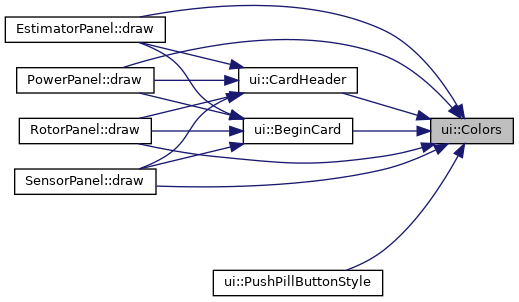 EstimatorPanel::draw
PowerPanel::draw
RotorPanel::draw
SensorPanel::draw
ui::CardHeader
ui::BeginCard
ui::Colors
ui::PushPillButtonStyle